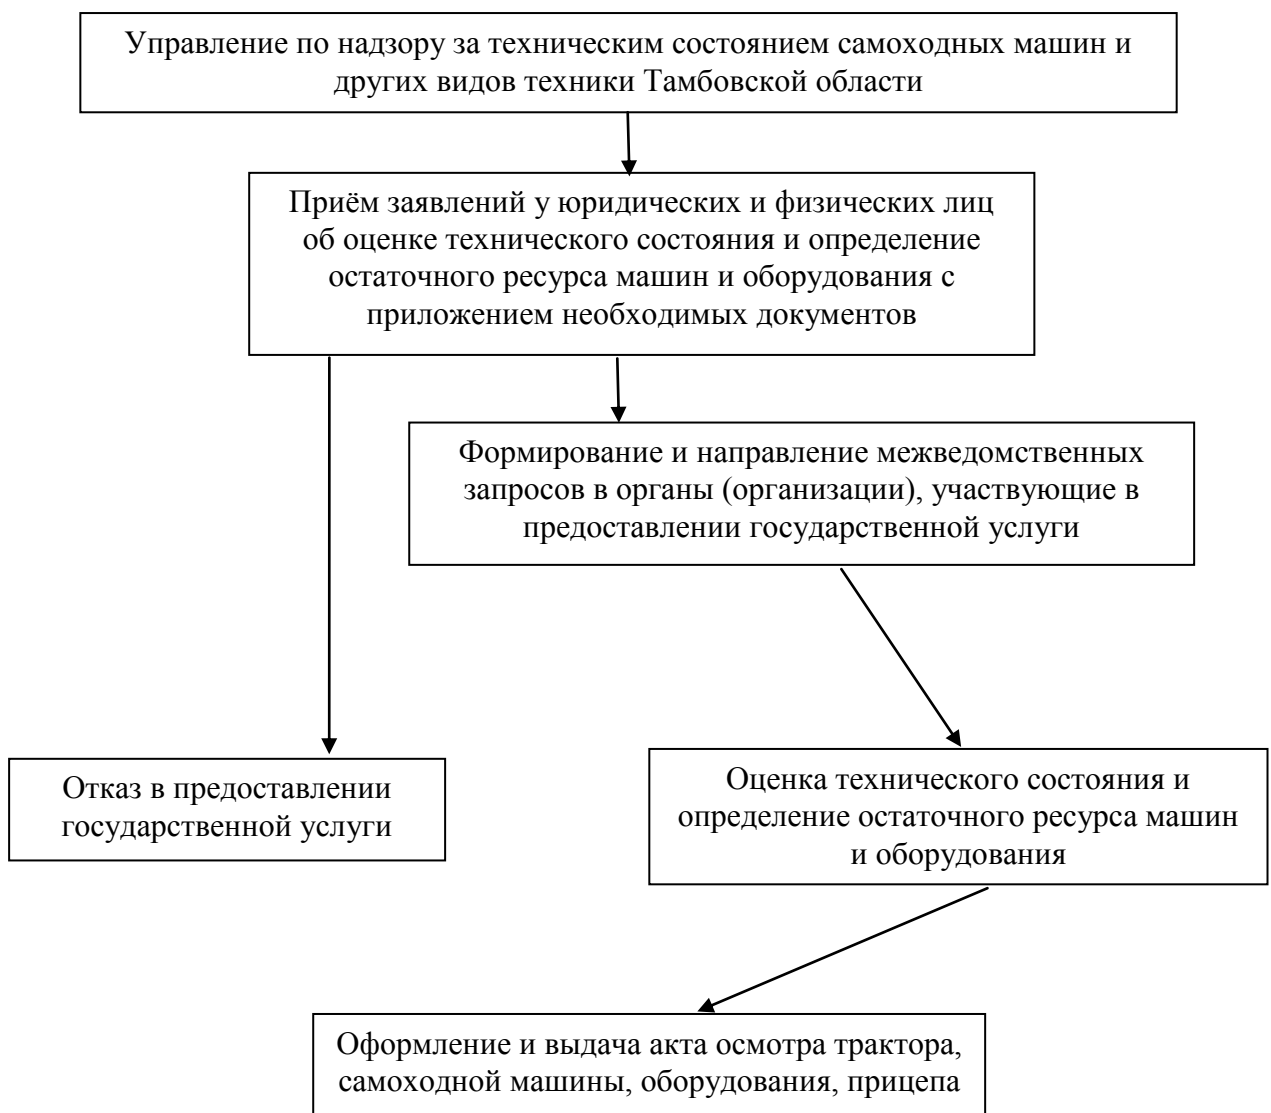 Управление по надзору за техническим состоянием самоходных машин и
других видов техники Тамбовской области
Приём заявлений у юридических и физических лиц
об оценке технического состояния и определение
остаточного ресурса машин и оборудования с
приложением необходимых документов
Формирование и направление межведомственных
запросов в органы (организации), участвующие в
предоставлении государственной услуги
Отказ в предоставлении
государственной услуги
Оценка технического состояния и
определение остаточного ресурса машин
и оборудования
Оформление и выдача акта осмотра трактора,
самоходной машины, оборудования, прицепа